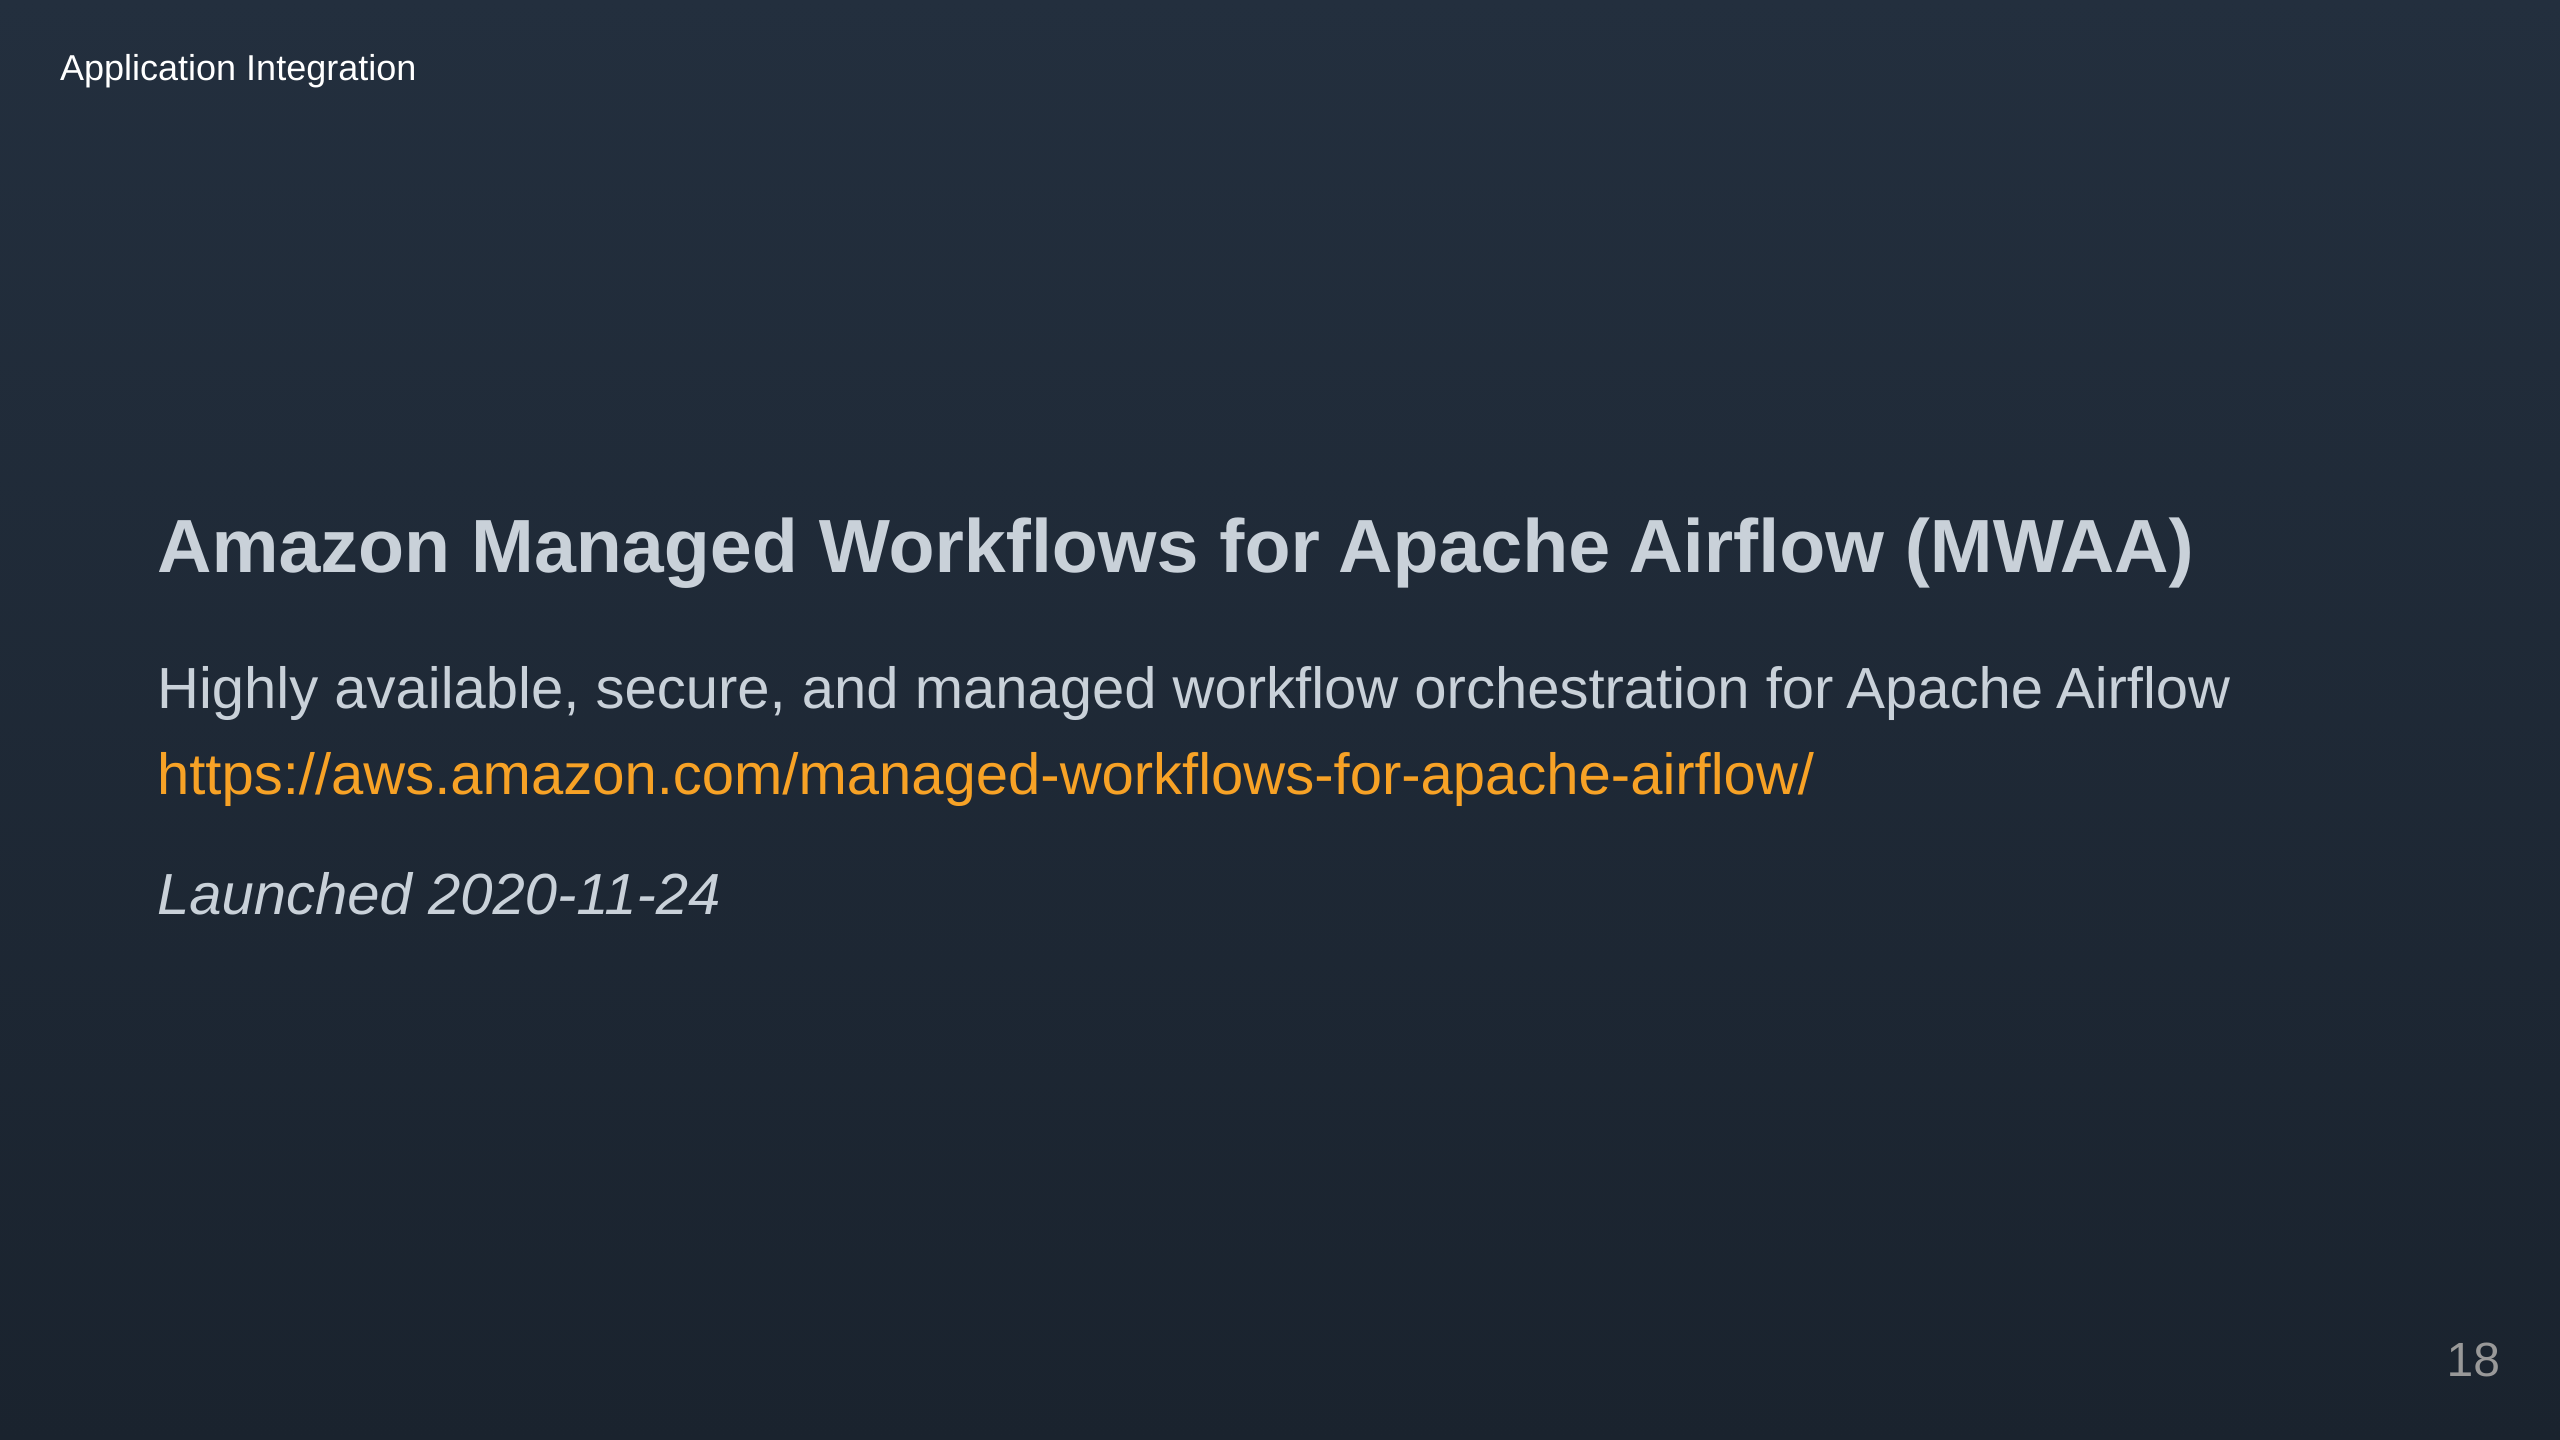 Application Integration
Amazon Managed Workflows for Apache Airflow (MWAA)
Highly available, secure, and managed workflow orchestration for Apache Airflow
https://aws.amazon.com/managed-workflows-for-apache-airflow/
Launched 2020-11-24
18